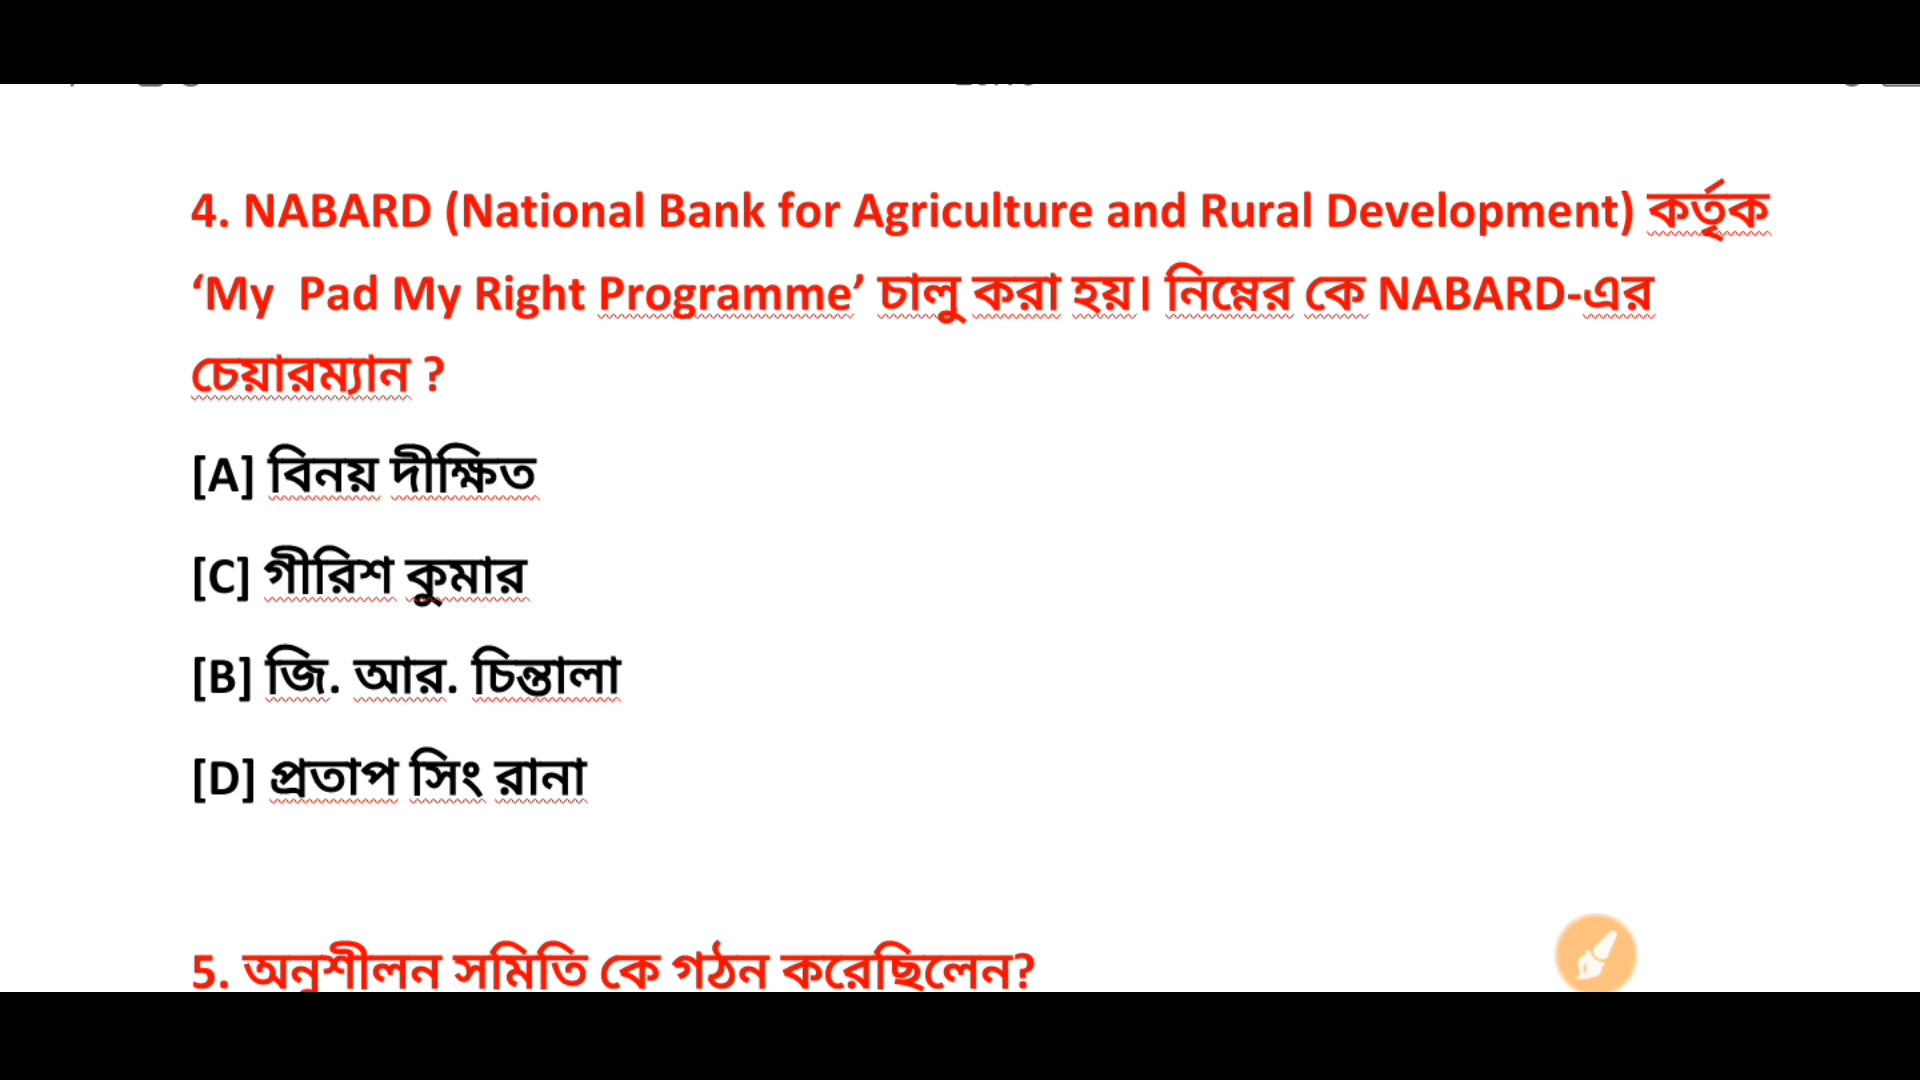 4. NABARD (National Bank for Agriculture and Rural Development) কর্তৃক
‘My Pad My Right Programme’ চালু করা হয়। নিম্নের কে NABARD-এর
চেয়ারম্যান ?
[A] বিনয় দীক্ষিত
[C] গীরিশ কুমার
[B] জি. আর. চিন্তালা
[D] প্রতাপ সিং রানা
5. অনুশীলন সমিতি কে গঠন করেছিলেন?